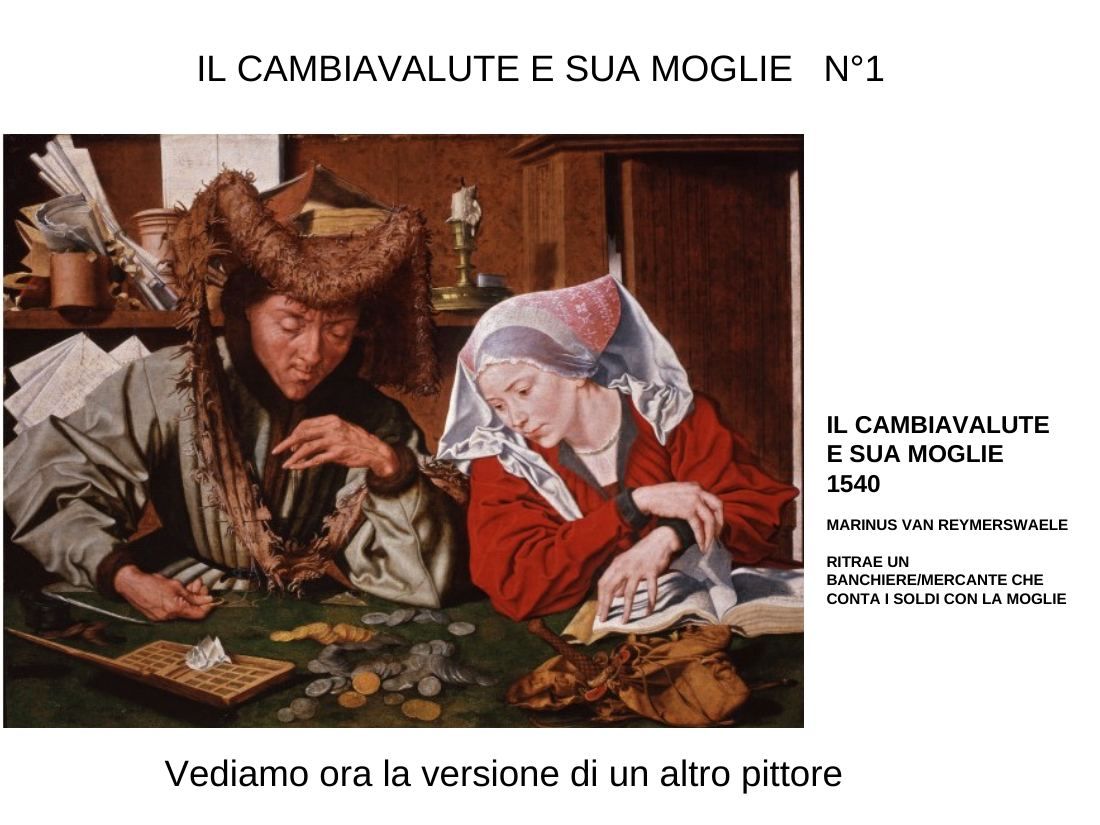 IL CAMBIAVALUTE E SUA MOGLIE   N°1
IL CAMBIAVALUTE
E SUA MOGLIE
1540
MARINUS VAN REYMERSWAELE
RITRAE UN
BANCHIERE/MERCANTE CHE
CONTA I SOLDI CON LA MOGLIE
Vediamo ora la versione di un altro pittore